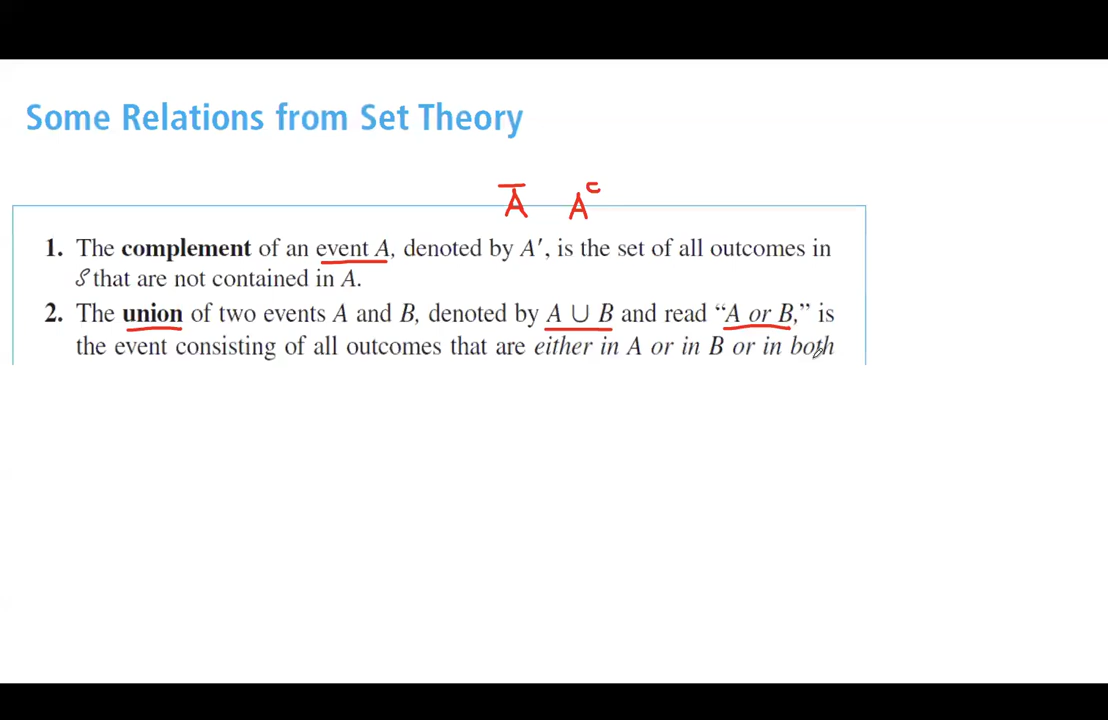 Some Relations from Set Theory
A̅ Aᶜ
1. The complement of an event A, denoted by A′, is the set of all outcomes in
𝒮 that are not contained in A.
2. The union of two events A and B, denoted by A ∪ B and read “A or B,” is
the event consisting of all outcomes that are either in A or in B or in both